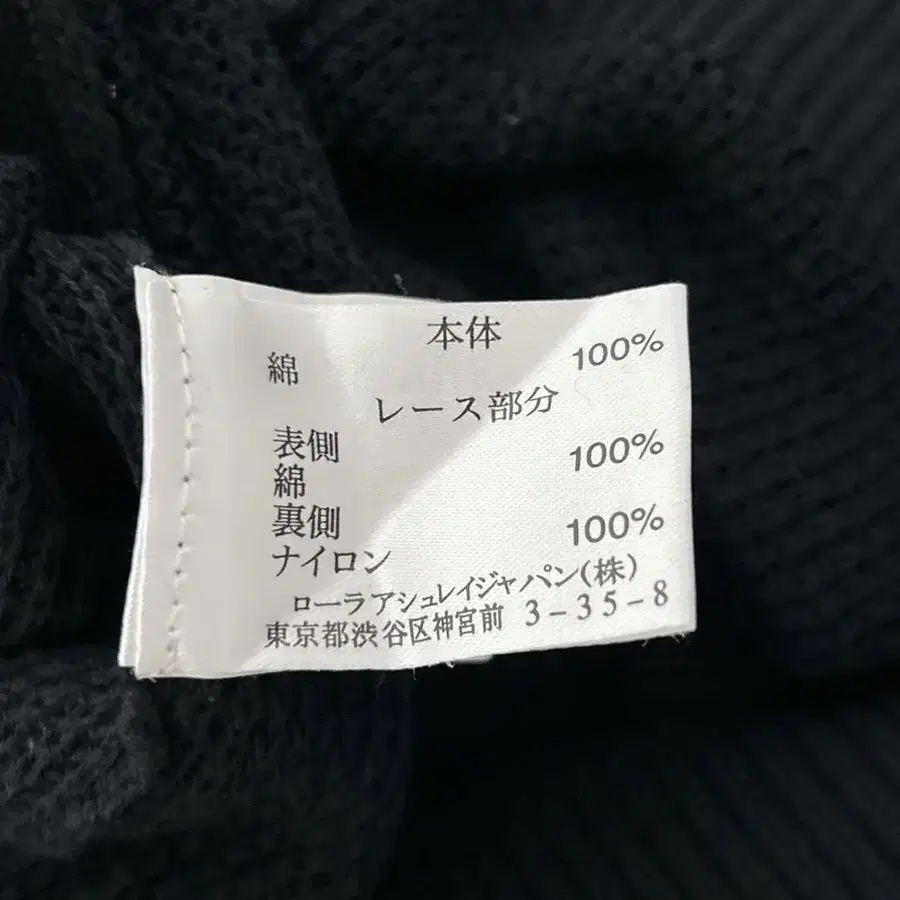 本体
綿 100%
レース部分
表側
綿 100%
裏側
ナイロン 100%
ローラアシュレイジャパン(株)
東京都渋谷区神宮前 3-35-8